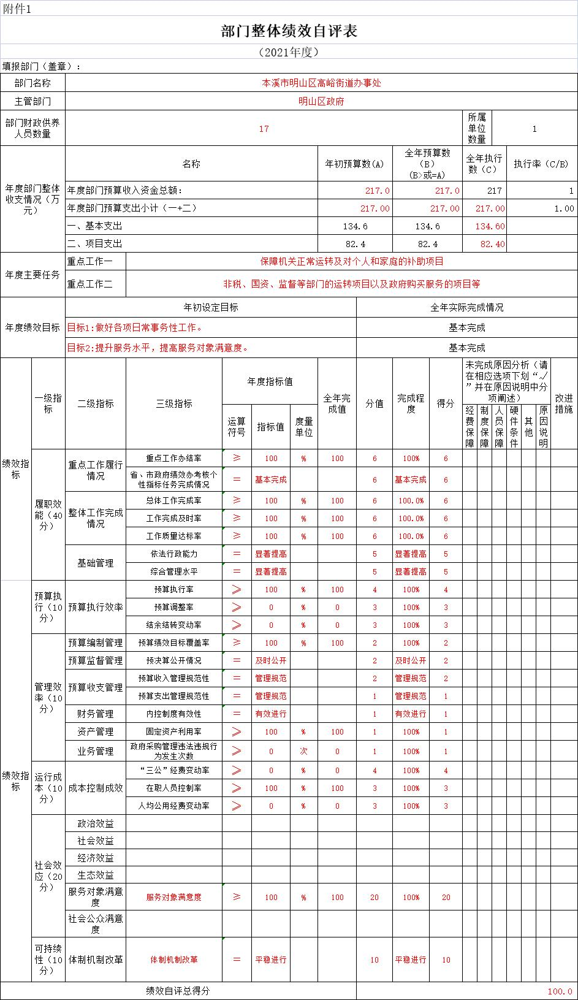 附件1
部门整体绩效自评表
（2021年度）
填报部门（盖章）：
部门名称 本溪市明山区高峪街道办事处
主管部门 明山区政府
部门财政供养人员数量 17 所属单位数量 1
年度部门整体收支情况（万元） 名称 年初预算数(A) 全年预算数（B）(B>或=A) 全年执行数（C） 执行率（C/B)
年度部门预算收入资金总额： 217.0 217.0 217 1
年度部门预算支出小计（一+二） 217.00 217.00 217.00 1.00
一、基本支出 134.6 134.6 134.60
二、项目支出 82.4 82.4 82.40
年度主要任务 重点工作一 保障机关正常运转及对个人和家庭的补助项目
重点工作二 非税、国资、监督等部门的运转项目以及政府购买服务的项目等
年度绩效目标 年初设定目标 全年实际完成情况
目标1:做好各项日常事务性工作。 基本完成
目标2:提升服务水平，提高服务对象满意度。 基本完成
绩效指标 一级指标 二级指标 三级指标 年度指标值 全年完成值 分值 完成程度 得分 未完成原因分析（请在相应选项下划“√”并在原因说明中分项阐述） 改进措施
运算符号 指标值 度量单位 经费保障 制度保障 人员保障 硬件条件 其他 原因说明
履职效能（40分） 重点工作履行情况 重点工作办结率 ≥ 100 % 100 6 100% 6
省、市政府绩效办考核个性指标任务完成情况 ＝ 基本完成 6 基本完成 6
整体工作完成情况 总体工作完成率 ≥ 100 % 100 6 100.0% 6
工作完成及时率 ≥ 100 % 100 6 100.0% 6
工作质量达标率 ≥ 100 % 100 6 100.0% 6
基础管理 依法行政能力 ＝ 显著提高 5 显著提高 5
综合管理水平 ＝ 显著提高 5 显著提高 5
绩效指标 预算执行（10分） 预算执行效率 预算执行率 ≥ 100 % 100 4 100% 4
预算调整率 ≥ 0 % 0 3 100% 3
结余结转变动率 ≥ 0 % 0 3 100% 3
管理效率（10分） 预算编制管理 预算绩效目标覆盖率 ≥ 100 % 100 2 100% 2
预算监督管理 预决算公开情况 ＝ 及时公开 2 及时公开 2
预算收支管理 预算收入管理规范性 ＝ 管理规范 2 管理规范 2
预算支出管理规范性 ＝ 管理规范 1 管理规范 1
财务管理 内控制度有效性 ＝ 有效进行 1 有效进行 1
资产管理 固定资产利用率 ≥ 100 % 100 1 100% 1
业务管理 政府采购管理违法违规行为发生次数 ≥ 0 次 0 1 100% 1
运行成本（10分） 成本控制成效 “三公”经费变动率 ≥ 0 % 0 4 100% 4
在职人员控制率 ≥ 100 % 100 3 100% 3
人均公用经费变动率 ≥ 0 % 0 3 100% 3
社会效应（20分） 政治效益
社会效益
经济效益
生态效益
服务对象满意度 服务对象满意度 ≥ 100 % 100 20 100% 20
社会公众满意度
可持续性（10分） 体制机制改革 体制机制改革 ＝ 平稳进行 10 平稳进行 10
绩效自评总得分 100.0